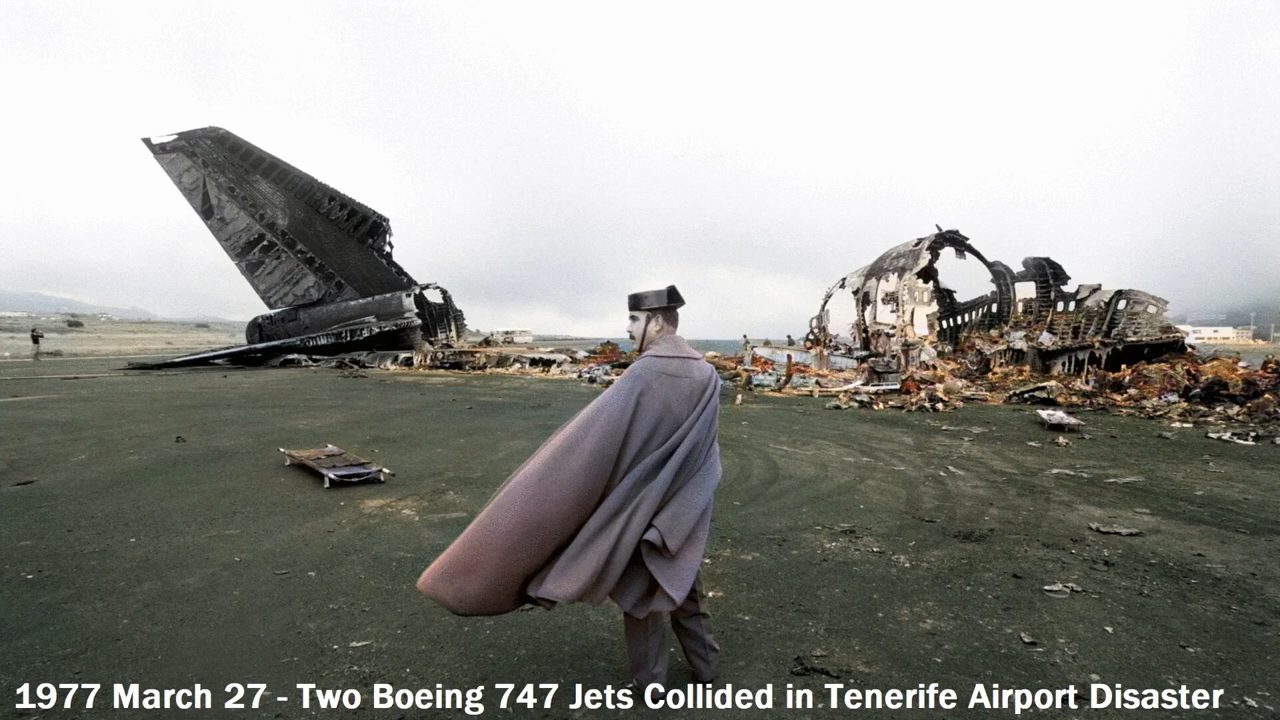 1977 March 27 - Two Boeing 747 Jets Collided in Tenerife Airport Disaster